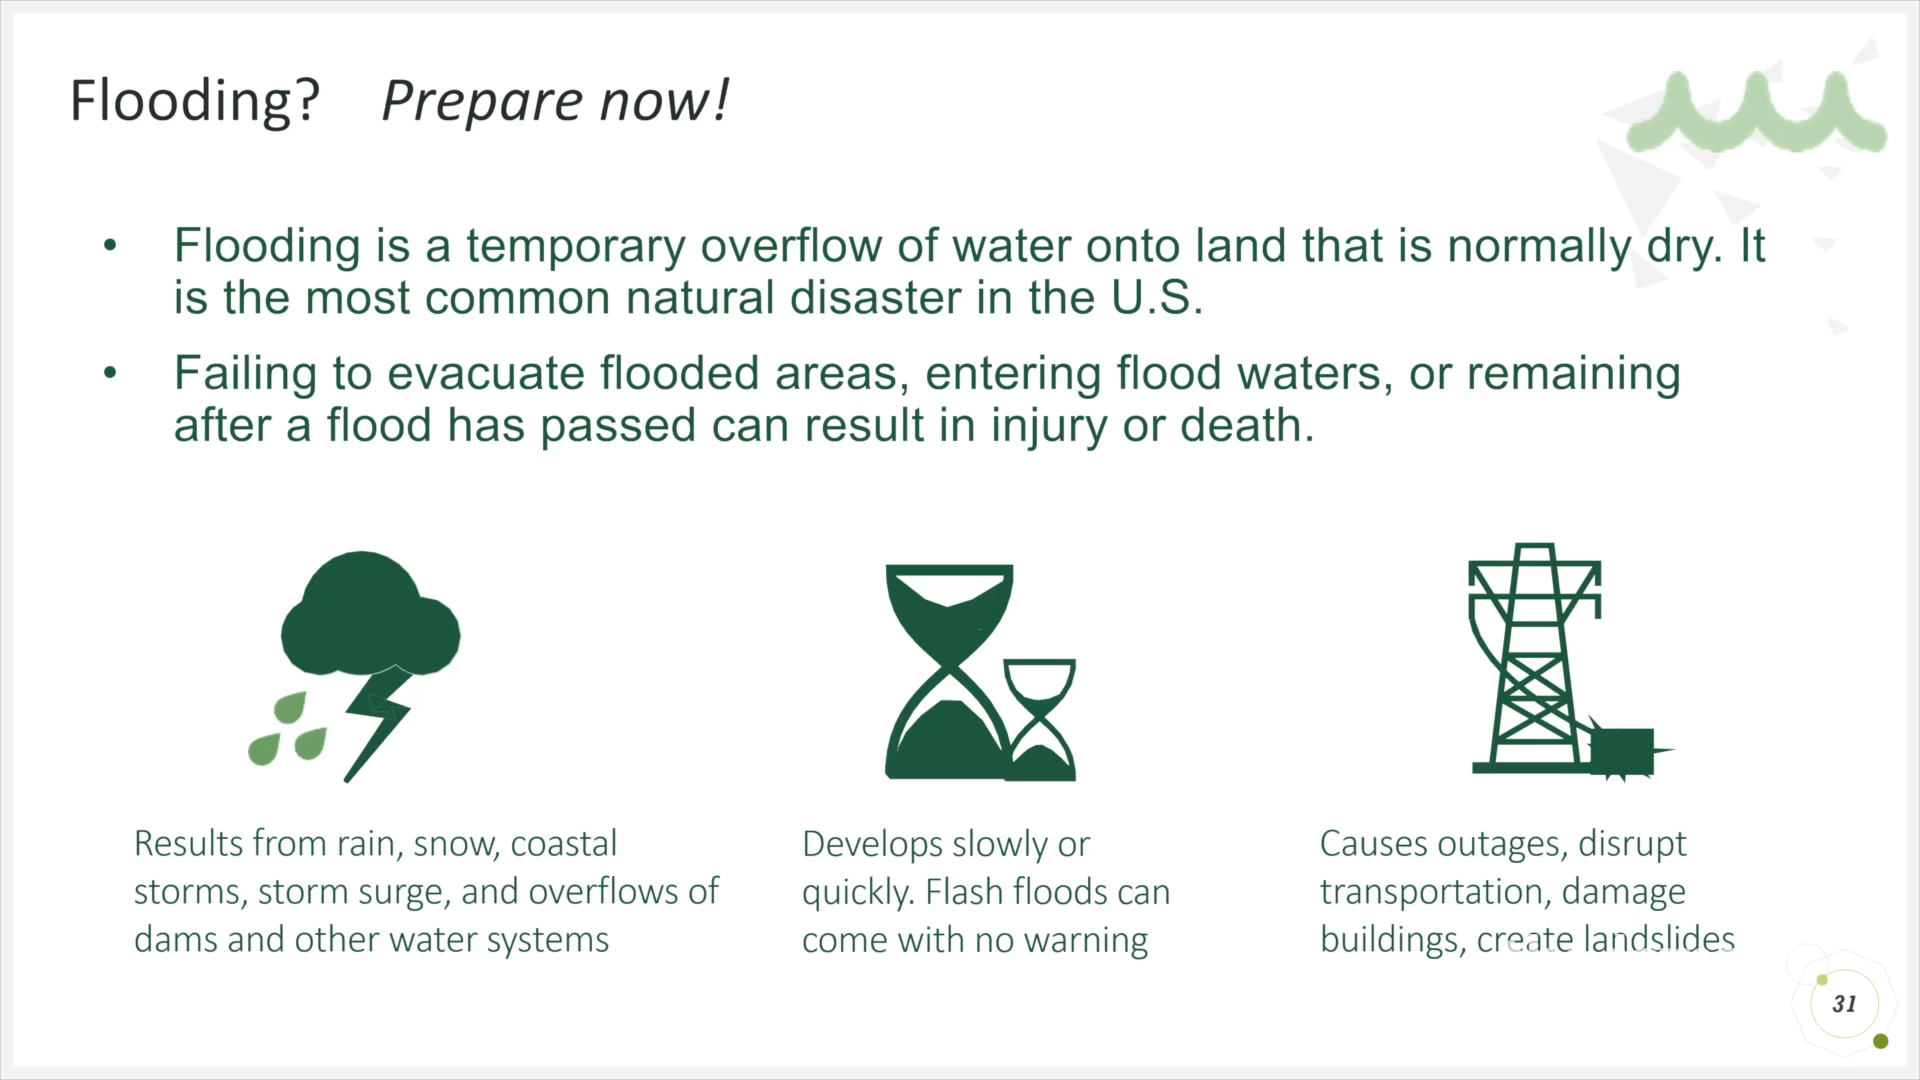 Flooding? Prepare now!
• Flooding is a temporary overflow of water onto land that is normally dry. It
is the most common natural disaster in the U.S.
• Failing to evacuate flooded areas, entering flood waters, or remaining
after a flood has passed can result in injury or death.
Results from rain, snow, coastal
storms, storm surge, and overflows of
dams and other water systems
Develops slowly or
quickly. Flash floods can
come with no warning
Causes outages, disrupt
transportation, damage
buildings, create landslides
31